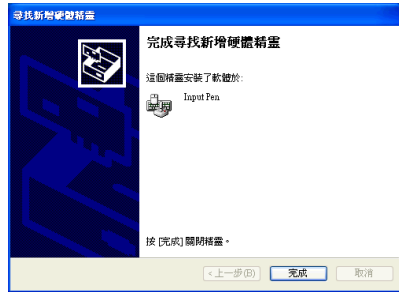 尋找新增硬體精靈
完成尋找新增硬體精靈
這個精靈安裝了軟體於:
Input Pen
按 [完成] 關閉精靈。
<上一步(B)
完成
取消